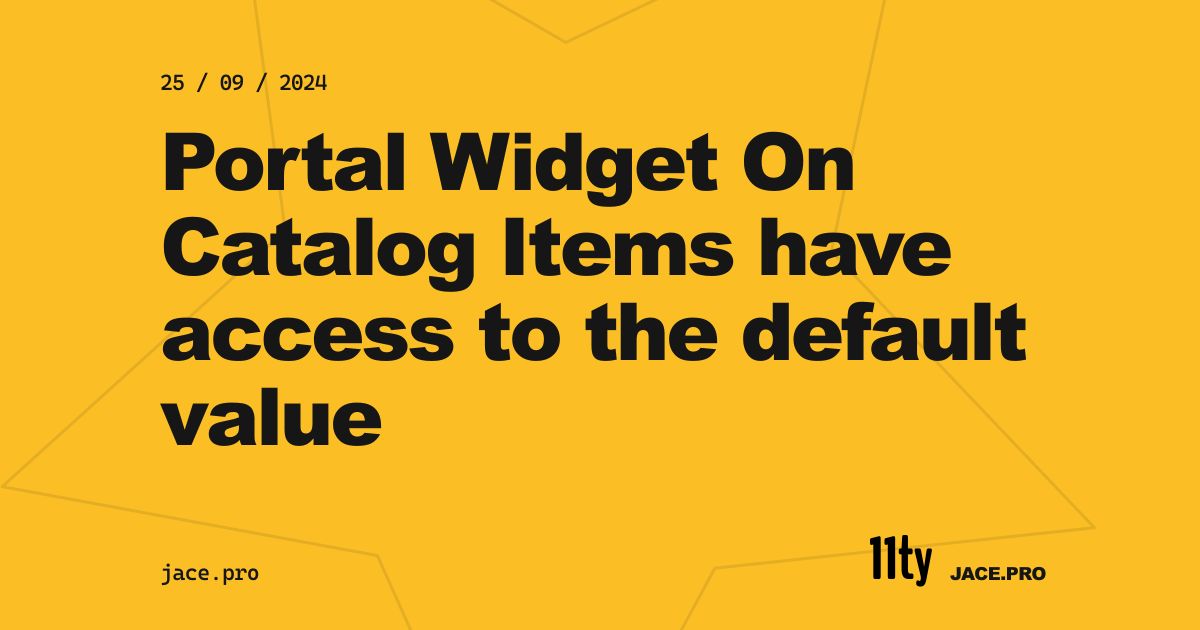 25 / 09 / 2024
Portal Widget On
Catalog Items have
access to the default
value
jace.pro
11ty JACE.PRO